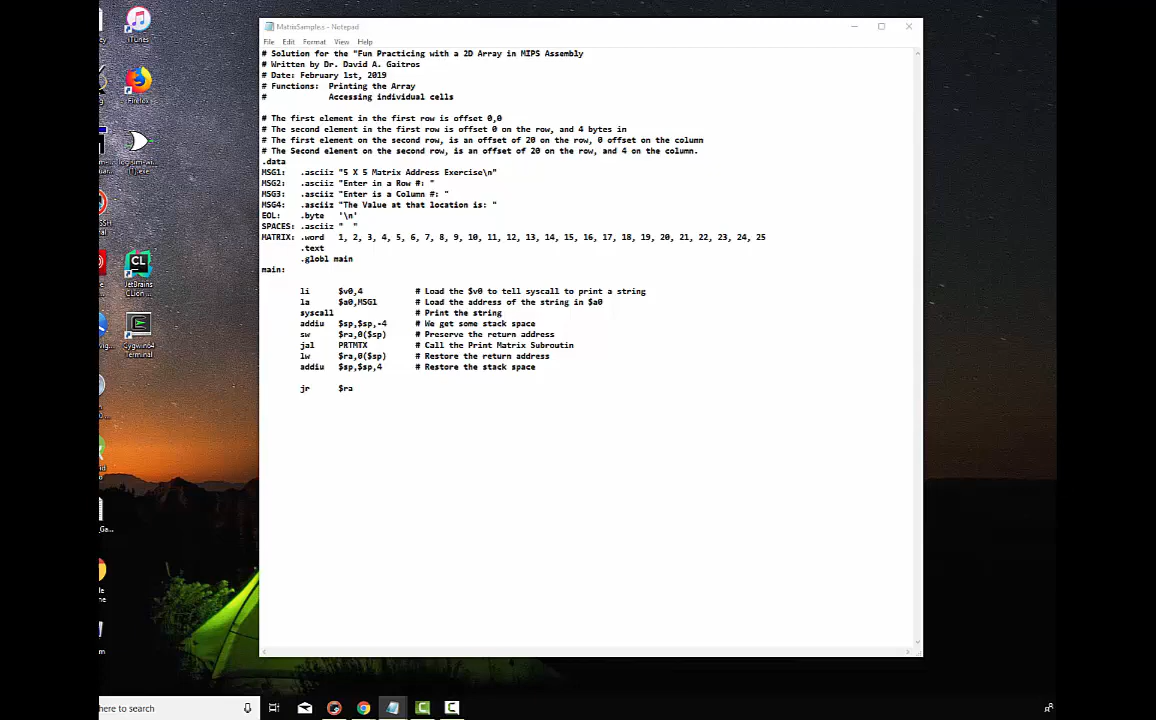 MatrixSample.s - Notepad
File Edit Format View Help
# Solution for the "Fun Practicing with a 2D Array in MIPS Assembly
# Written by Dr. David A. Gaitros
# Date: February 1st, 2019
# Functions: Printing the Array
# Accessing individual cells
# The first element in the first row is offset 0,0
# The second element in the first row is offset 0 on the row, and 4 bytes in
# The first element on the second row, is an offset of 20 on the row, 0 offset on the column
# The Second element on the second row, is an offset of 20 on the row, and 4 on the column.
.data
MSG1: .asciiz "5 X 5 Matrix Address Exercise\n"
MSG2: .asciiz "Enter in a Row #: "
MSG3: .asciiz "Enter is a Column #: "
MSG4: .asciiz "The Value at that location is: "
EOL: .byte '\n'
SPACES: .asciiz "  "
MATRIX: .word 1, 2, 3, 4, 5, 6, 7, 8, 9, 10, 11, 12, 13, 14, 15, 16, 17, 18, 19, 20, 21, 22, 23, 24, 25
.text
.globl main
main:
li $v0,4 # Load the $v0 to tell syscall to print a string
la $a0,MSG1 # Load the address of the string in $a0
syscall # Print the string
addiu $sp,$sp,-4 # We get some stack space
sw $ra,0($sp) # Preserve the return address
jal PRTMTX # Call the Print Matrix Subroutin
lw $ra,0($sp) # Restore the return address
addiu $sp,$sp,4 # Restore the stack space
jr $ra
iTunes
Firefox
CL
JetBrains
CLion ...
Cygwin64
Terminal
here to search